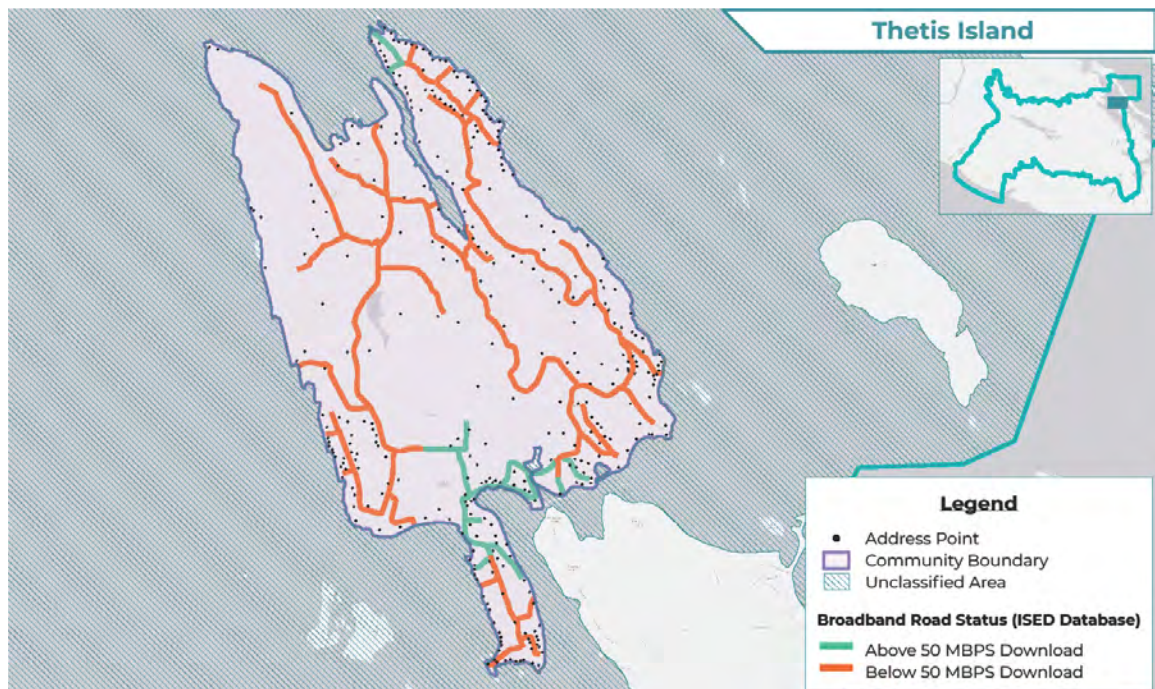 Thetis Island
Legend
Address Point
Community Boundary
Unclassified Area
Broadband Road Status (ISED Database)
Above 50 MBPS Download
Below 50 MBPS Download